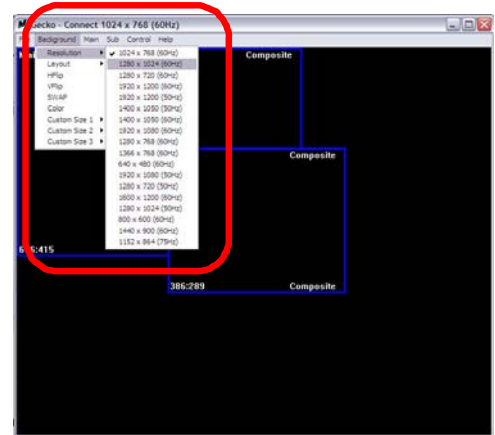 Gecko - Connect 1024 x 768 (60Hz)
Background Main Sub Control Help
Resolution
Layout
HFlip
VFlip
SWAP
Color
Custom Size 1
Custom Size 2
Custom Size 3
✔ 1024 x 768 (60Hz)
1280 x 1024 (60Hz)
1280 x 720 (60Hz)
1920 x 1200 (60Hz)
1920 x 1200 (50Hz)
1400 x 1050 (50Hz)
1400 x 1050 (60Hz)
1920 x 1080 (60Hz)
1280 x 768 (60Hz)
1366 x 768 (60Hz)
640 x 480 (60Hz)
1920 x 1080 (50Hz)
1280 x 720 (50Hz)
1600 x 1200 (60Hz)
1280 x 1024 (50Hz)
800 x 600 (60Hz)
1440 x 900 (60Hz)
1152 x 864 (75Hz)
Composite
Composite
:415
386:289 Composite